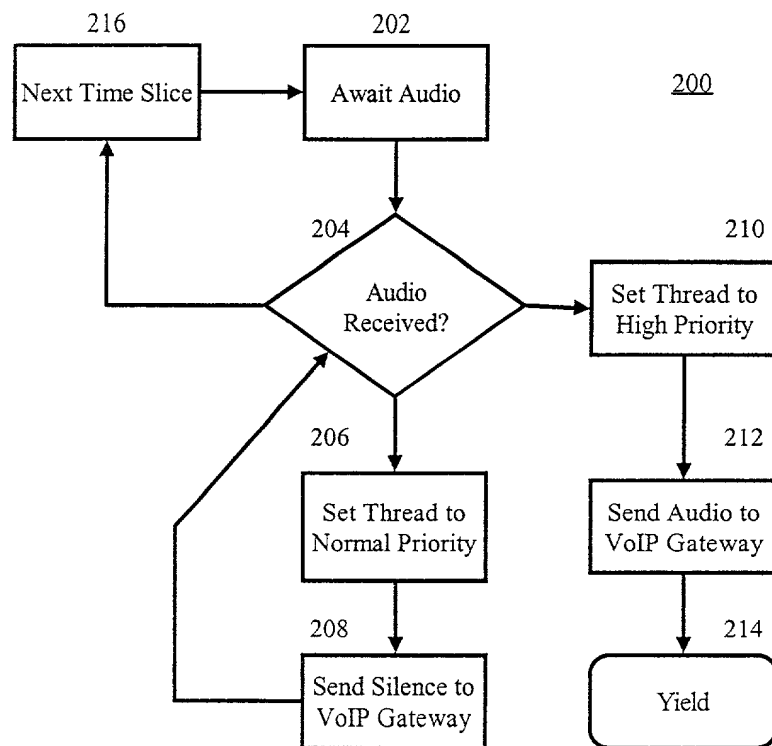 216
202
Next Time Slice
Await Audio
200
204
210
Audio
Received?
Set Thread to
High Priority
206
212
Set Thread to
Normal Priority
Send Audio to
VoIP Gateway
208
214
Send Silence to
VoIP Gateway
Yield